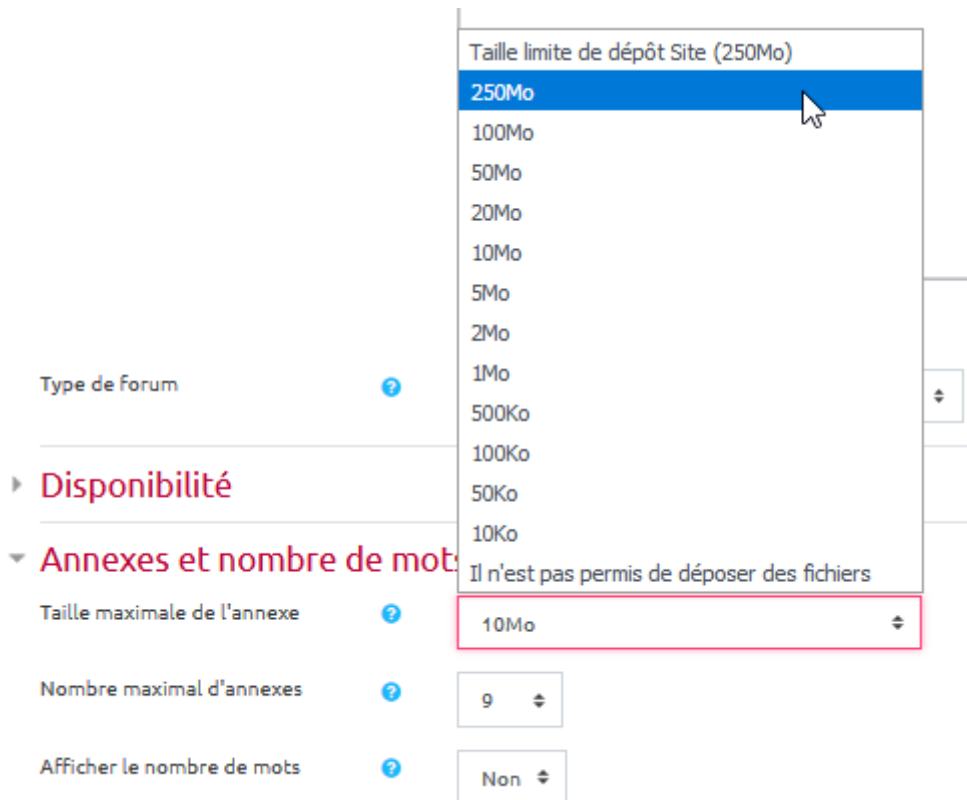 Taille limite de dépôt Site (250Mo)
250Mo
100Mo
50Mo
20Mo
10Mo
5Mo
2Mo
1Mo
500Ko
100Ko
50Ko
10Ko
Il n'est pas permis de déposer des fichiers
Type de forum
Disponibilité
Annexes et nombre de mots
Taille maximale de l'annexe
10Mo
Nombre maximal d'annexes
9
Afficher le nombre de mots
Non